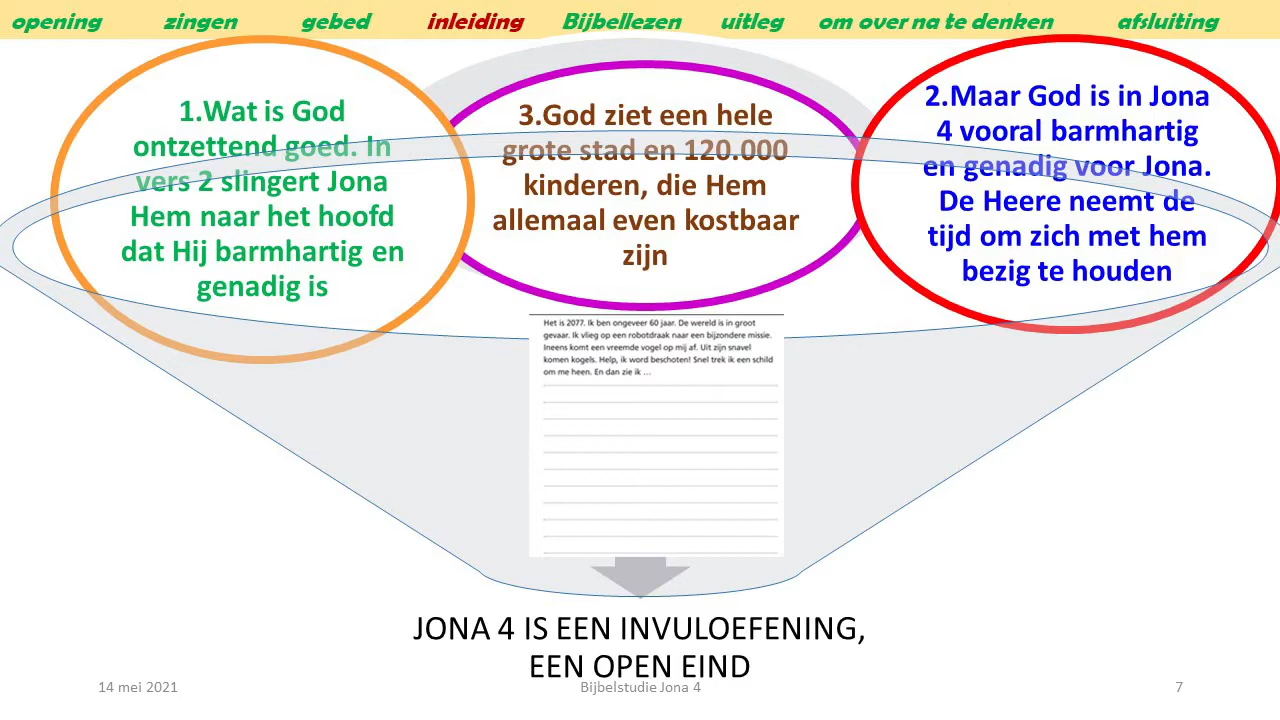 opening zingen gebed inleiding Bijbellezen uitleg om over na te denken afsluiting
1.Wat is God
ontzettend goed. In
vers 2 slingert Jona
Hem naar het hoofd
dat Hij barmhartig en
genadig is
3.God ziet een hele
grote stad en 120.000
kinderen, die Hem
allemaal even kostbaar
zijn
2.Maar God is in Jona
4 vooral barmhartig
en genadig voor Jona.
De Heere neemt de
tijd om zich met hem
bezig te houden
Het is 2077. Ik ben ongeveer 60 jaar. De wereld is in groot
gevaar. Ik vlieg op een robotdraak naar een bijzondere missie.
Ineens komt een vreemde vogel op mij af. Uit zijn snavel
komen kogels. Help, ik word beschoten! Snel trek ik een schild
om me heen. En dan zie ik ...
JONA 4 IS EEN INVULOEFENING,
EEN OPEN EIND
14 mei 2021 Bijbelstudie Jona 4 7